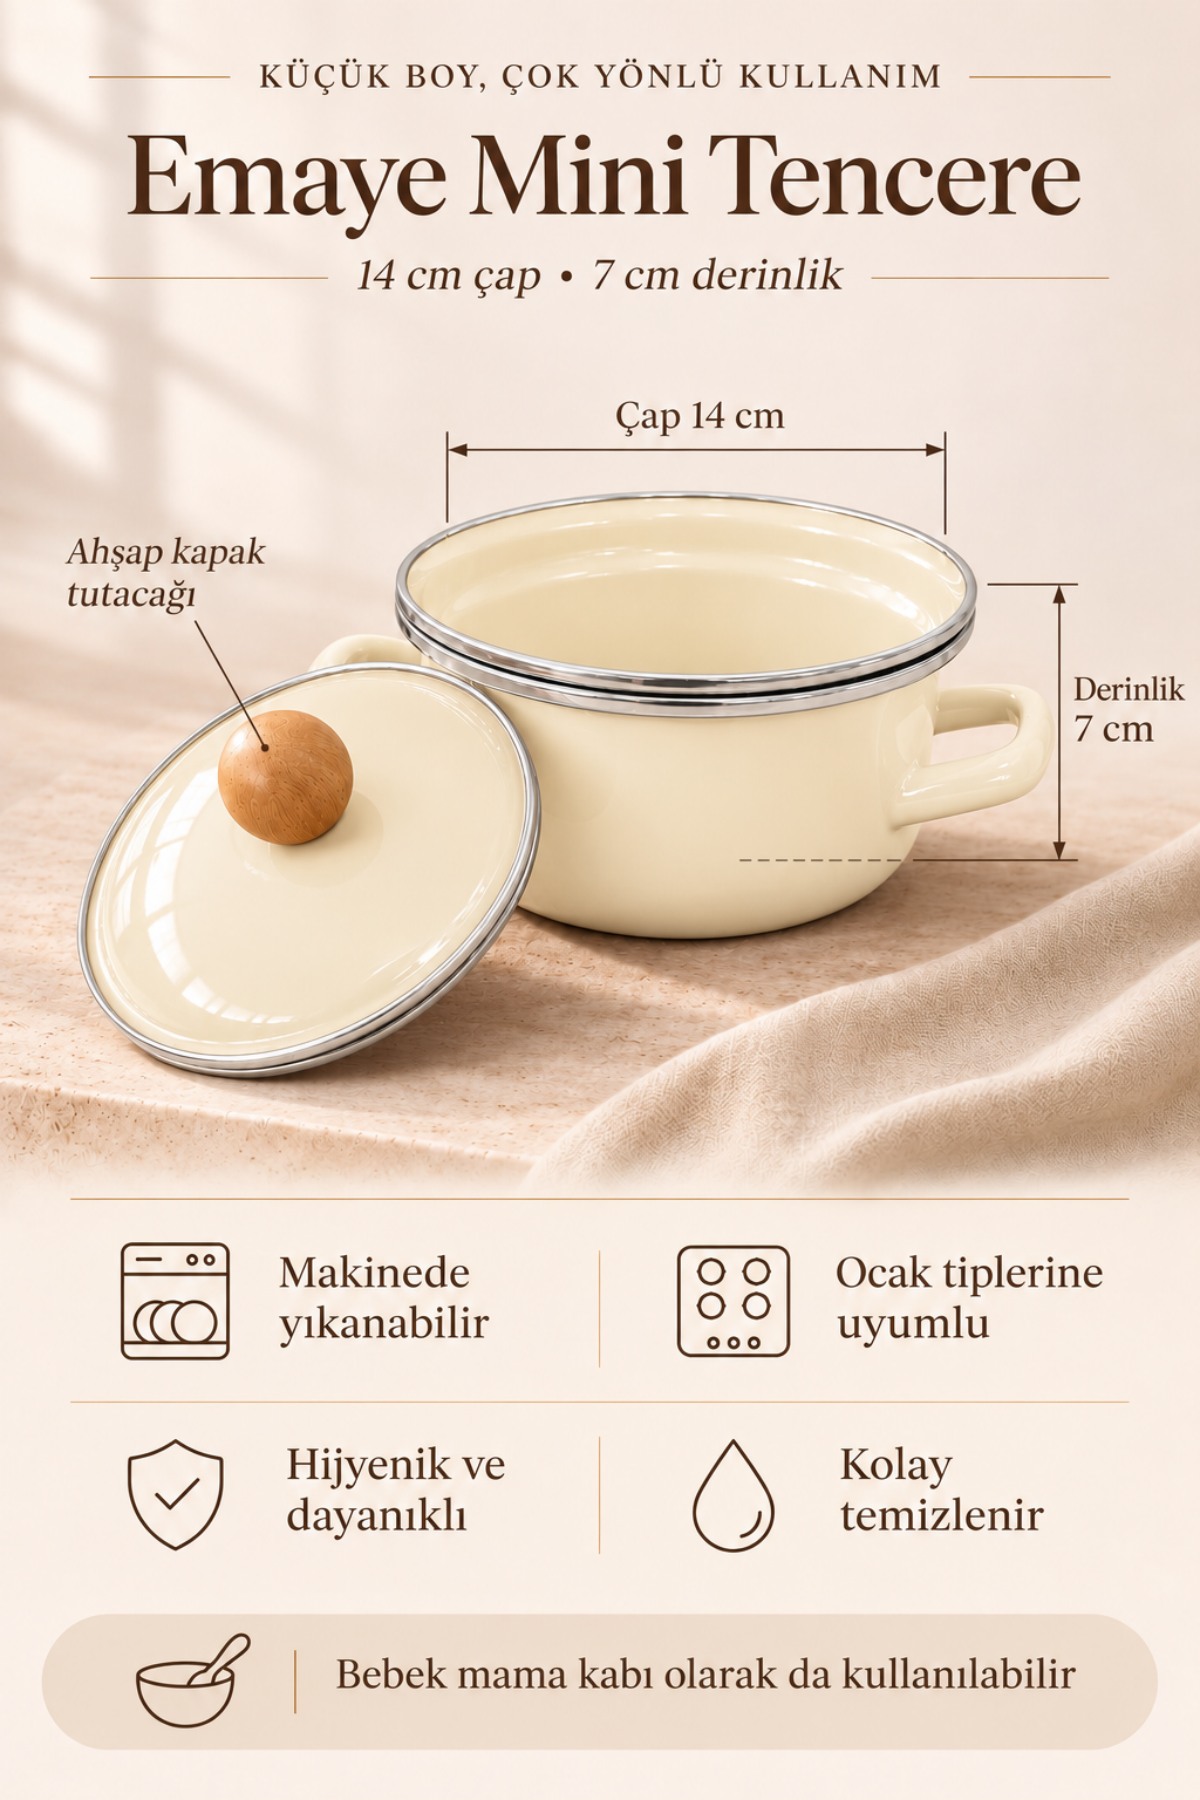 KÜÇÜK BOY, ÇOK YÖNLÜ KULLANIM
Emaye Mini Tencere
14 cm çap • 7 cm derinlik
Çap 14 cm
Ahşap kapak
tutacağı
Derinlik
7 cm
Makinede
yıkanabilir
Ocak tiplerine
uyumlu
Hijyenik ve
dayanıklı
Kolay
temizlenir
Bebek mama kabı olarak da kullanılabilir